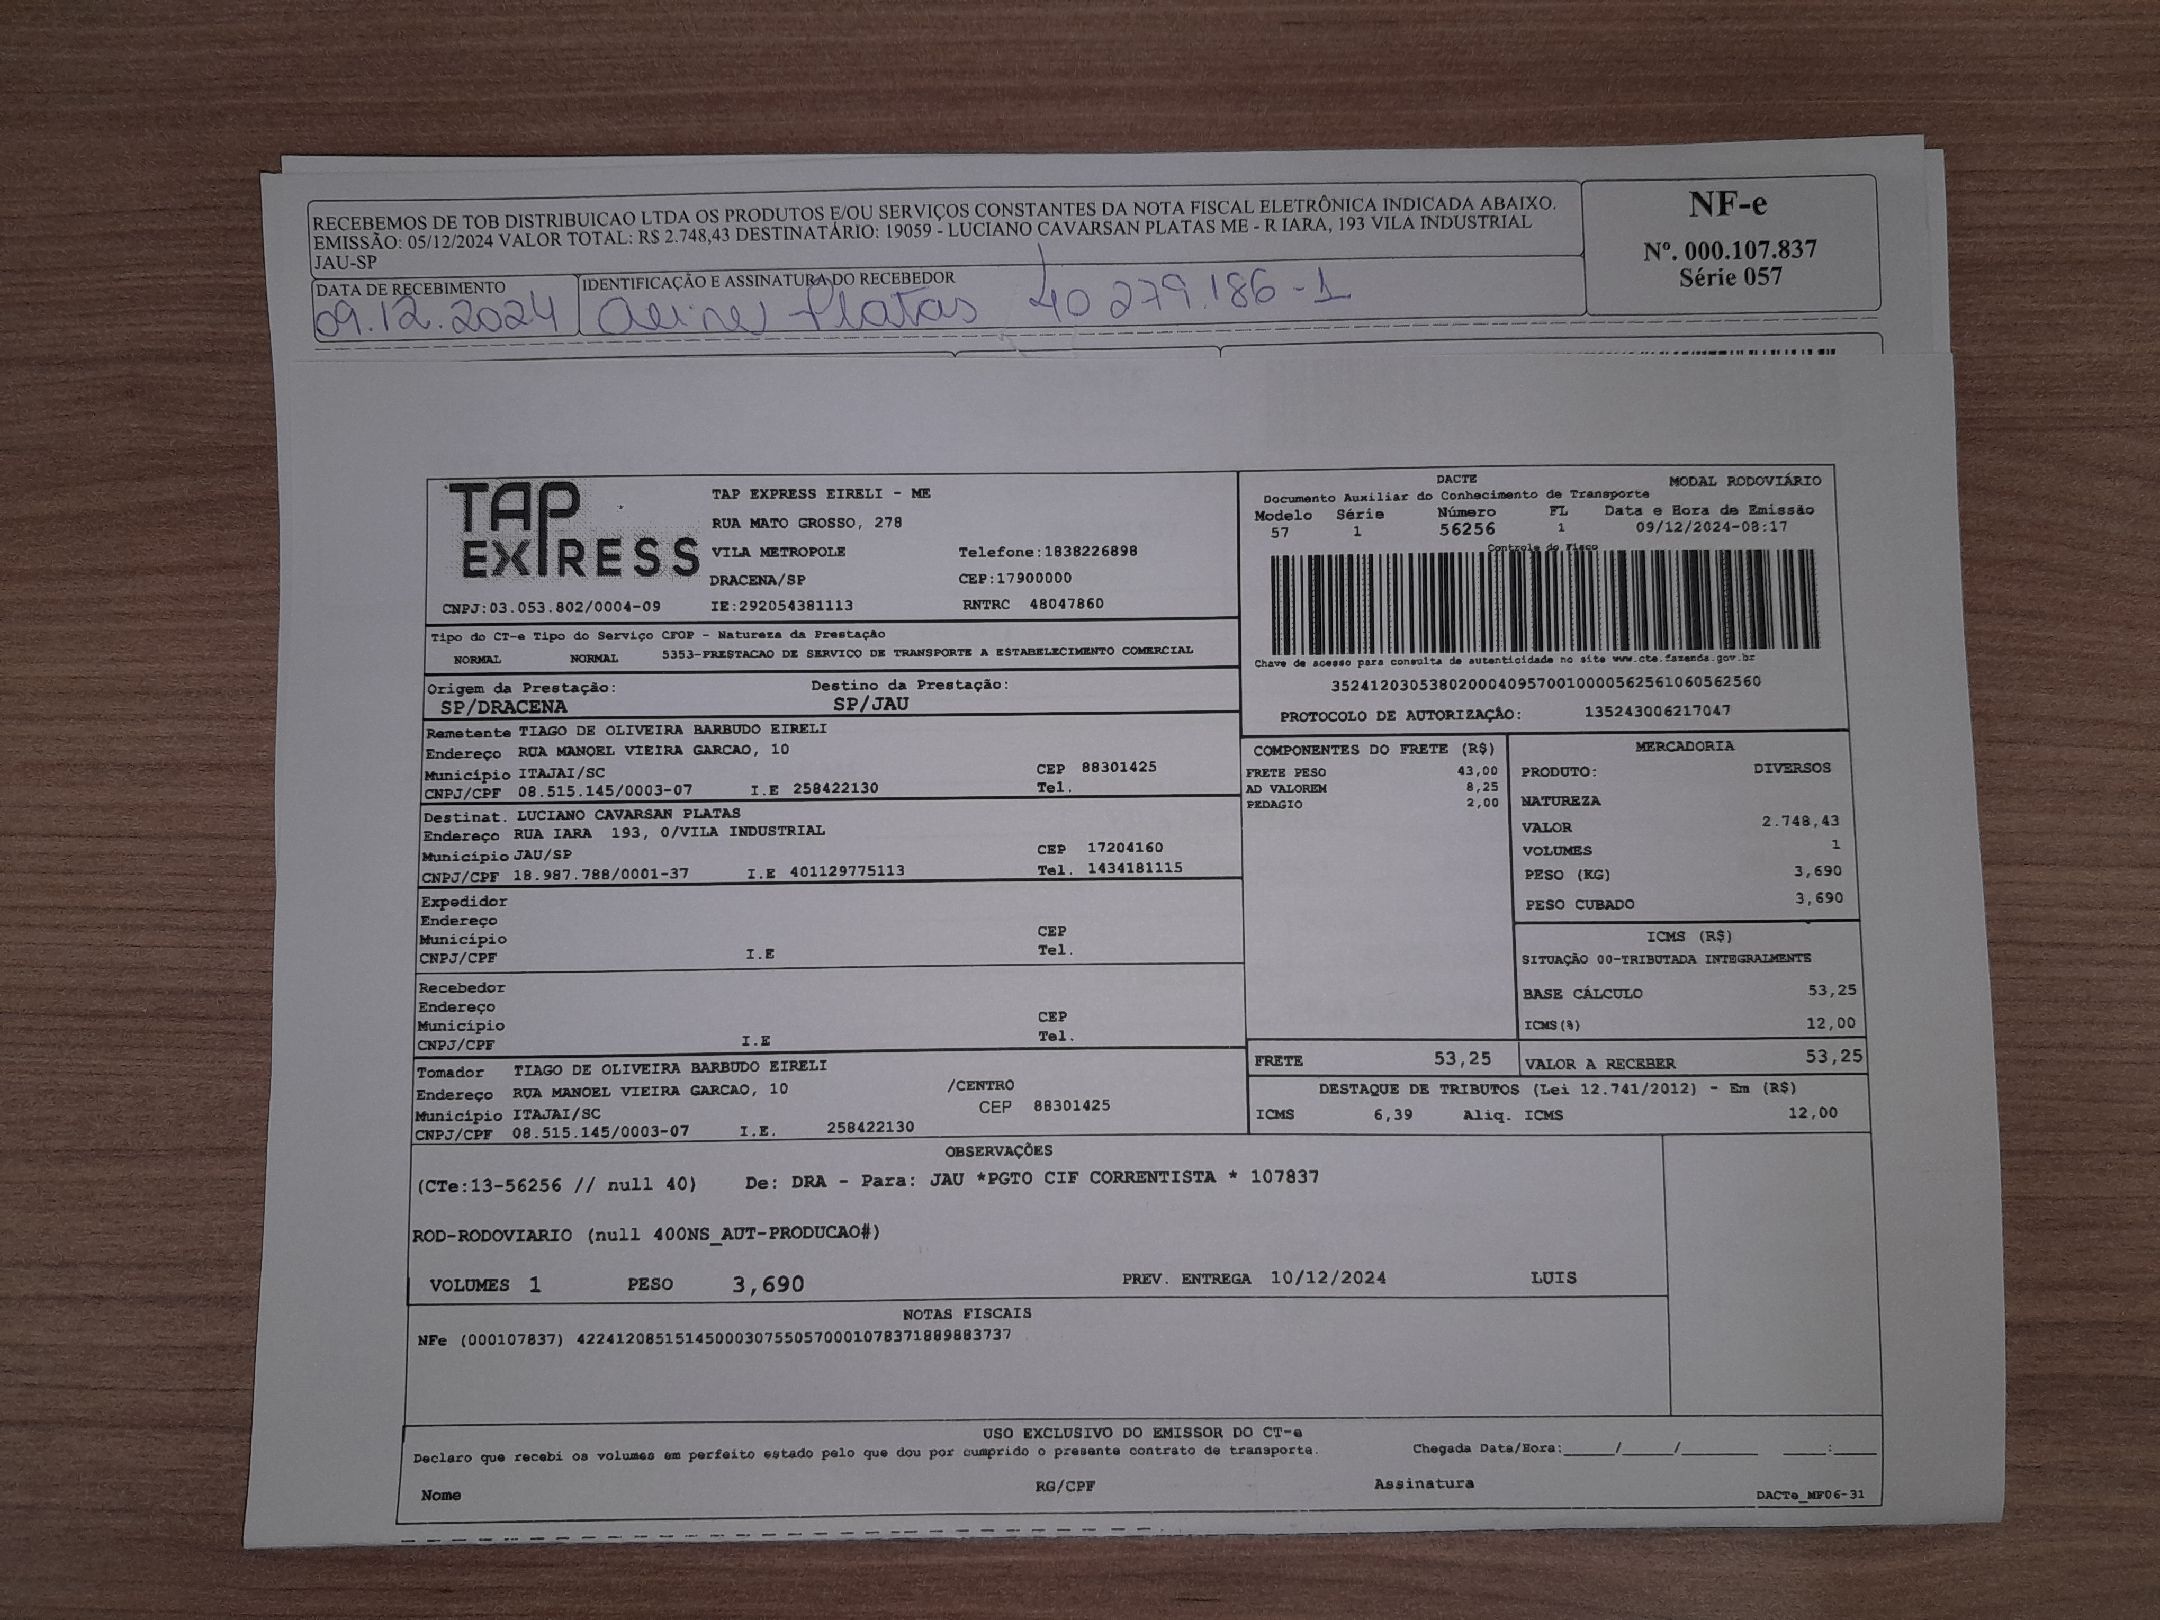 RECEBEMOS DE TOB DISTRIBUICAO LTDA OS PRODUTOS E/OU SERVIÇOS CONSTANTES DA NOTA FISCAL ELETRÔNICA INDICADA ABAIXO.
EMISSÃO: 05/12/2024 VALOR TOTAL: R$ 2.748,43 DESTINATÁRIO: 19059 - LUCIANO CAVARSAN PLATAS ME - R IARA, 193 VILA INDUSTRIAL
JAU-SP
NF-e
Nº. 000.107.837
Série 057
DATA DE RECEBIMENTO
09.12.2024
IDENTIFICAÇÃO E ASSINATURA DO RECEBEDOR
Aline Platas 40 279.186-1
TAP EXPRESS
TAP EXPRESS EIRELI - ME
RUA MATO GROSSO, 278
VILA METROPOLE Telefone:1838226898
DRACENA/SP CEP:17900000
CNPJ:03.053.802/0004-09 IE:292054381113 RNTRC 48047860
DACTE MODAL RODOVIÁRIO
Documento Auxiliar do Conhecimento de Transporte
Modelo Série Número FL Data e Hora de Emissão
57 1 56256 1 09/12/2024-08:17
Controle do Fisco
Chave de acesso para consulta de autenticidade no site www.cte.fazenda.gov.br
35241203053802000409570010000562561060562560
PROTOCOLO DE AUTORIZAÇÃO: 135243006217047
Tipo do CT-e Tipo do Serviço CFOP - Natureza da Prestação
NORMAL NORMAL 5353-PRESTACAO DE SERVICO DE TRANSPORTE A ESTABELECIMENTO COMERCIAL
Origem da Prestação: Destino da Prestação:
SP/DRACENA SP/JAU
Remetente TIAGO DE OLIVEIRA BARBUDO EIRELI
Endereço RUA MANOEL VIEIRA GARCAO, 10
Município ITAJAI/SC CEP 88301425
CNPJ/CPF 08.515.145/0003-07 I.E 258422130 Tel.
Destinat. LUCIANO CAVARSAN PLATAS
Endereço RUA IARA 193, 0/VILA INDUSTRIAL
Município JAU/SP CEP 17204160
CNPJ/CPF 18.987.788/0001-37 I.E 401129775113 Tel. 1434181115
Expedidor
Endereço
Município CEP
CNPJ/CPF I.E Tel.
Recebedor
Endereço
Município CEP
CNPJ/CPF I.E Tel.
Tomador TIAGO DE OLIVEIRA BARBUDO EIRELI
Endereço RUA MANOEL VIEIRA GARCAO, 10 /CENTRO
Município ITAJAI/SC CEP 88301425
CNPJ/CPF 08.515.145/0003-07 I.E. 258422130
COMPONENTES DO FRETE (R$)
FRETE PESO 43,00
AD VALOREM 8,25
PEDAGIO 2,00
MERCADORIA
PRODUTO: DIVERSOS
NATUREZA
VALOR 2.748,43
VOLUMES 1
PESO (KG) 3,690
PESO CUBADO 3,690
ICMS (R$)
SITUAÇÃO 00-TRIBUTADA INTEGRALMENTE
BASE CÁLCULO 53,25
ICMS(%) 12,00
FRETE 53,25 VALOR A RECEBER 53,25
DESTAQUE DE TRIBUTOS (Lei 12.741/2012) - Em (R$)
ICMS 6,39 Aliq. ICMS 12,00
OBSERVAÇÕES
(CTe:13-56256 // null 40) De: DRA - Para: JAU *PGTO CIF CORRENTISTA * 107837
ROD-RODOVIARIO (null 400NS_AUT-PRODUCAO#)
VOLUMES 1 PESO 3,690 PREV. ENTREGA 10/12/2024 LUIS
NOTAS FISCAIS
NFe (000107837) 42241208515145000307550570001078371889883737
USO EXCLUSIVO DO EMISSOR DO CT-e
Declaro que recebi os volumes em perfeito estado pelo que dou por cumprido o presente contrato de transporte. Chegada Data/Hora:_____/_____/________ ____:____
Nome RG/CPF Assinatura DACTe_MF06-31